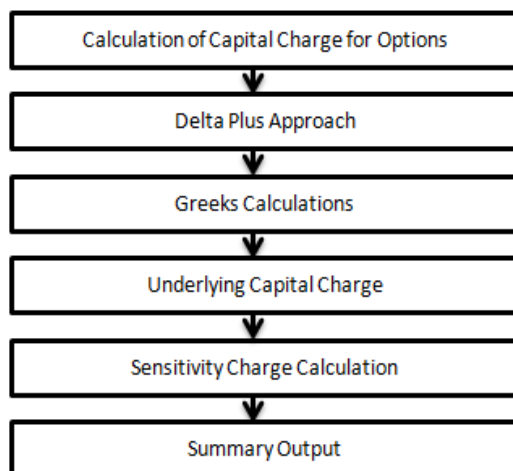 Calculation of Capital Charge for Options
Delta Plus Approach
Greeks Calculations
Underlying Capital Charge
Sensitivity Charge Calculation
Summary Output